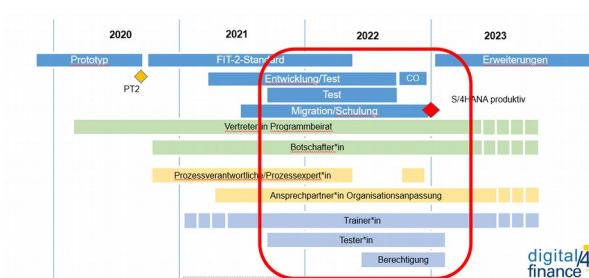 2020 2021 2022 2023
Prototyp FIT-2-Standard Erweiterungen
Entwicklung/Test CO
PT2
Test S/4HANA produktiv
Migration/Schulung
Vertreter*in Programmbeirat
Botschafter*in
Prozessverantwortliche/Prozessexpert*in
Ansprechpartner*in Organisationsanpassung
Trainer*in
Tester*in
Berechtigung
digital/4
finance